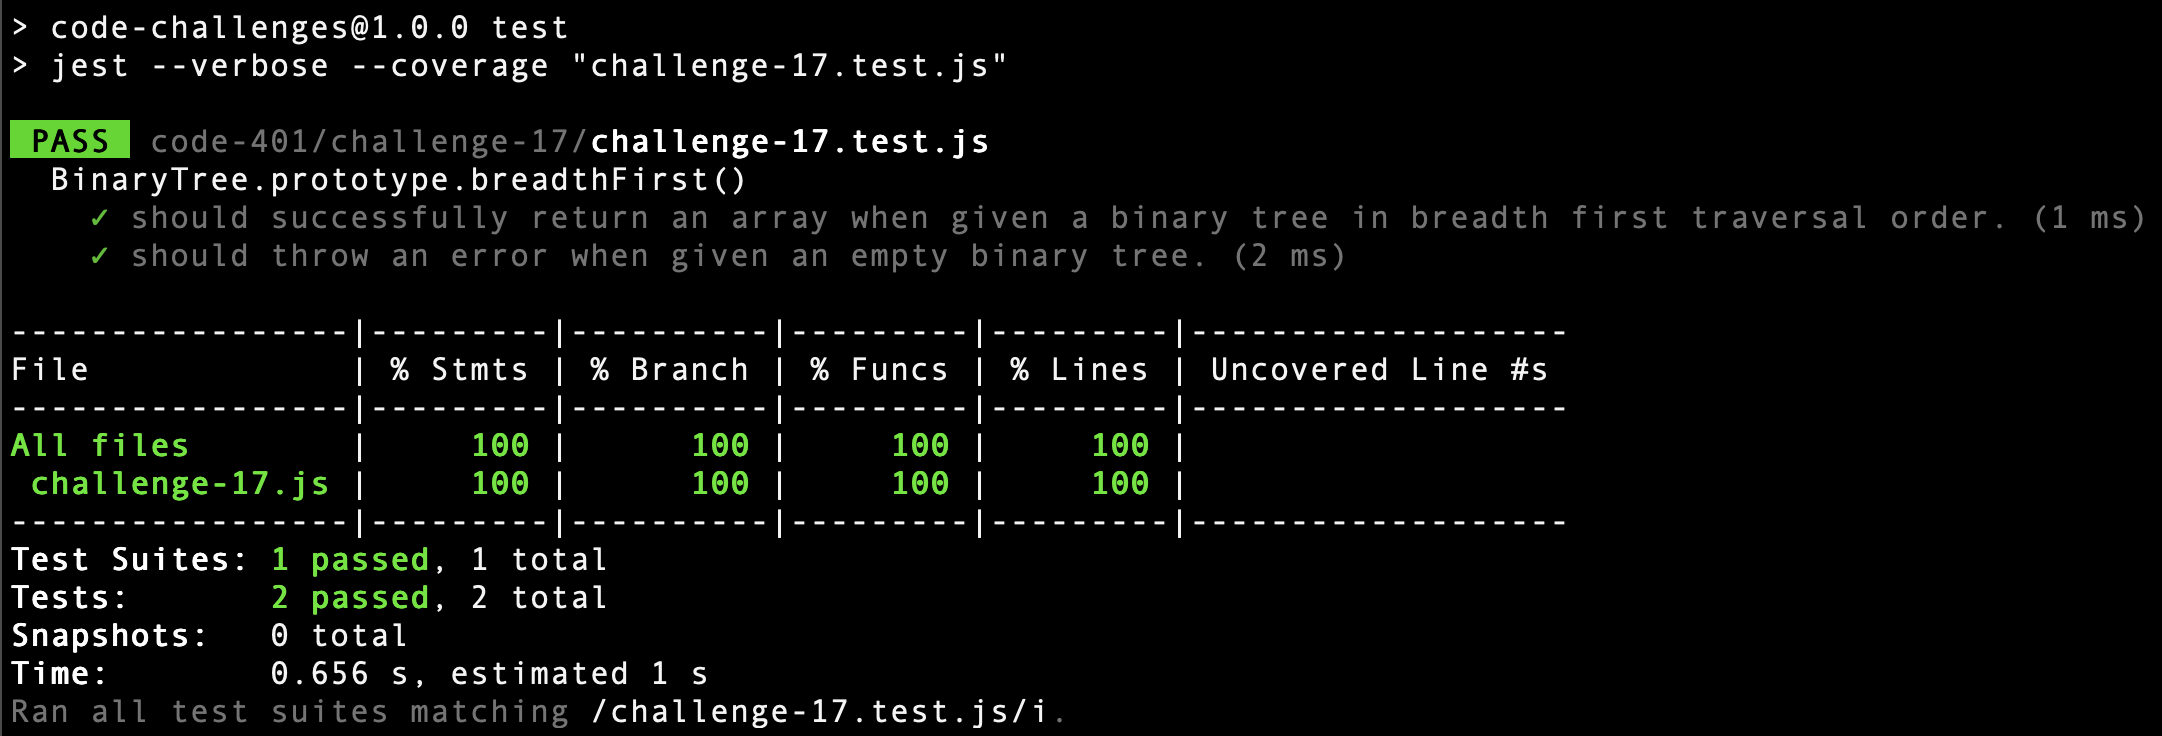 > code-challenges@1.0.0 test
> jest --verbose --coverage "challenge-17.test.js"
PASS code-401/challenge-17/challenge-17.test.js
BinaryTree.prototype.breadthFirst()
✓ should successfully return an array when given a binary tree in breadth first traversal order. (1 ms)
✓ should throw an error when given an empty binary tree. (2 ms)
-----------------|---------|----------|---------|---------|-------------------
File             | % Stmts | % Branch | % Funcs | % Lines | Uncovered Line #s
-----------------|---------|----------|---------|---------|-------------------
All files        |     100 |      100 |     100 |     100 |
 challenge-17.js |     100 |      100 |     100 |     100 |
-----------------|---------|----------|---------|---------|-------------------
Test Suites: 1 passed, 1 total
Tests:       2 passed, 2 total
Snapshots:   0 total
Time:        0.656 s, estimated 1 s
Ran all test suites matching /challenge-17.test.js/i.